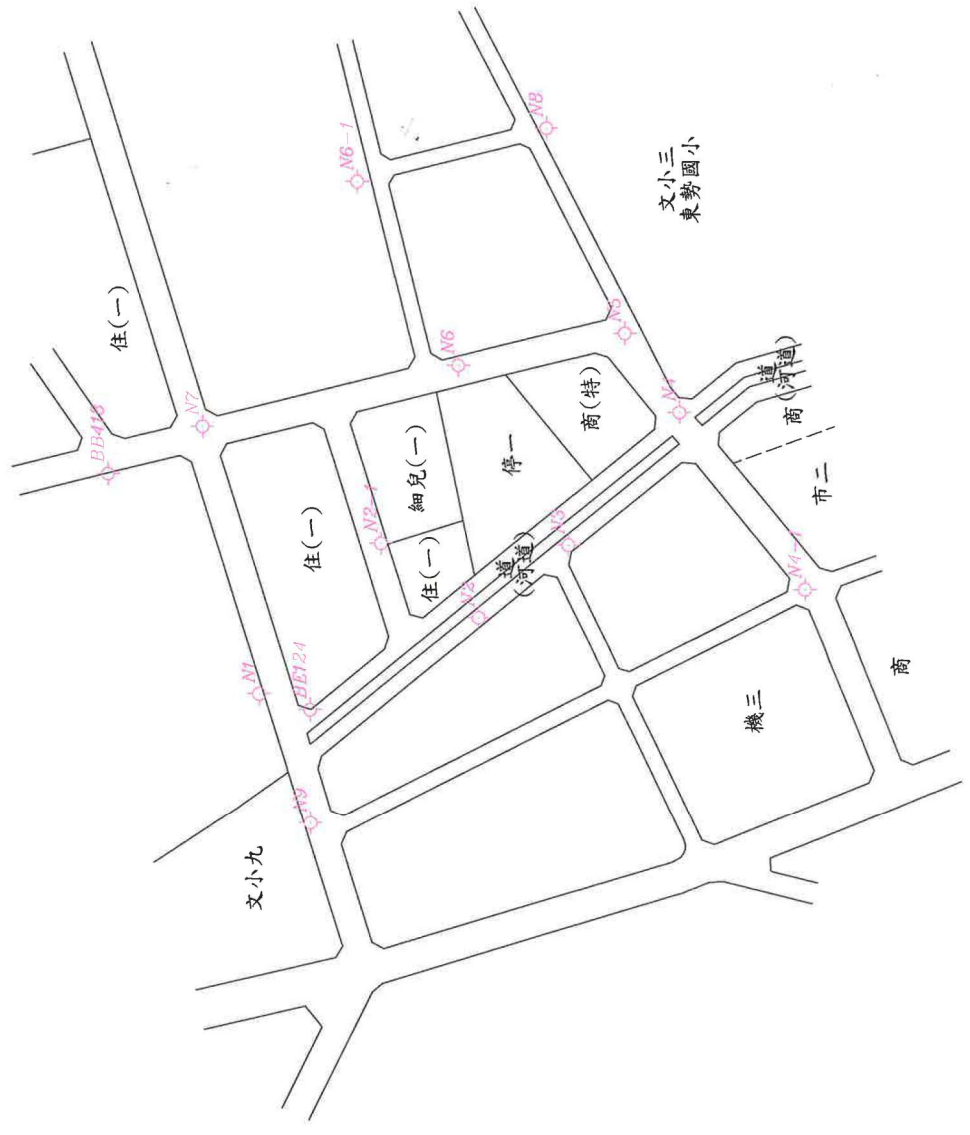 BB418
住(一)
N7
N6-1
N8
文小三
東勢國小
N6
N5
住(一)
N2-1
細兒(一)
住(一)
停一
商(特)
N1
BE124
N2
道
(河道)
N3
N4
道
(河道)
商
市二
N4-1
商
機三
N9
文小九